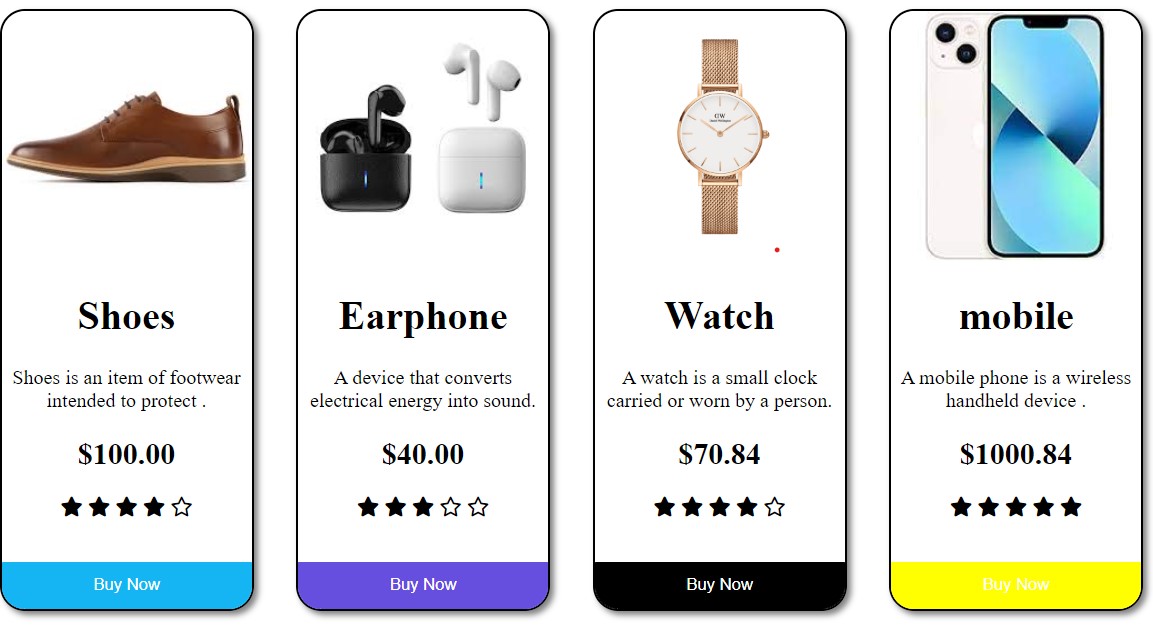 Shoes
Shoes is an item of footwear
intended to protect .
$100.00
Buy Now
Earphone
A device that converts
electrical energy into sound.
$40.00
Buy Now
Watch
A watch is a small clock
carried or worn by a person.
$70.84
Buy Now
mobile
A mobile phone is a wireless
handheld device .
$1000.84
Buy Now